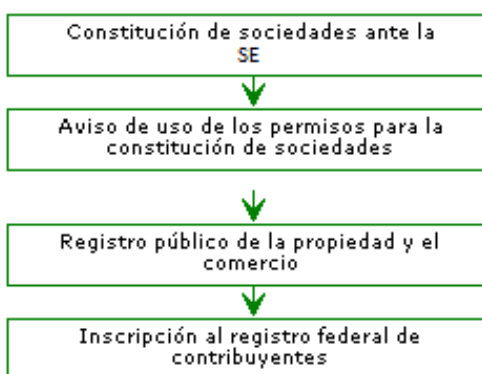 Constitución de sociedades ante la
SE
Aviso de uso de los permisos para la
constitución de sociedades
Registro público de la propiedad y el
comercio
Inscripción al registro federal de
contribuyentes